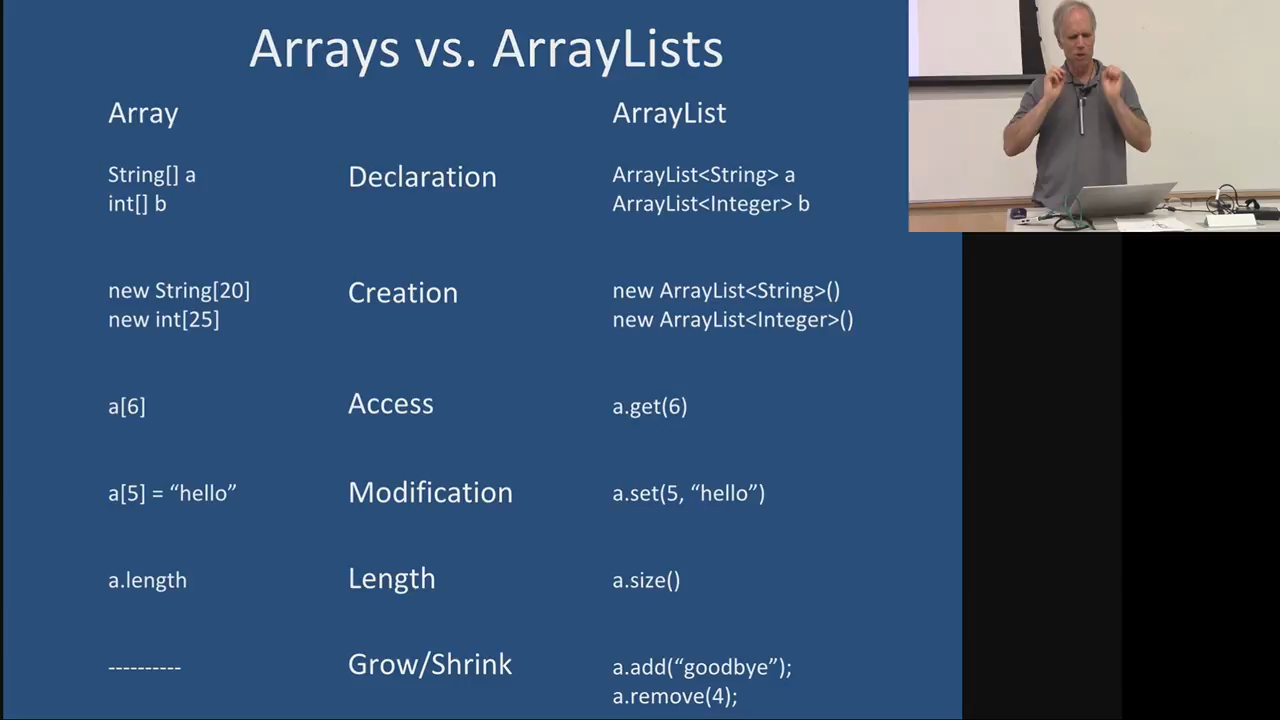 Arrays vs. ArrayLists
Array ArrayList
String[] a Declaration ArrayList<String> a
int[] b ArrayList<Integer> b
new String[20] Creation new ArrayList<String>()
new int[25] new ArrayList<Integer>()
a[6] Access a.get(6)
a[5] = “hello” Modification a.set(5, “hello”)
a.length Length a.size()
---------- Grow/Shrink a.add(“goodbye”);
a.remove(4);